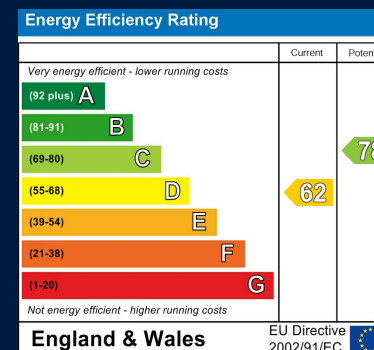 Energy Efficiency Rating
Current
Very energy efficient - lower running costs
(92 plus) A
(81-91) B
(69-80) C
78
(55-68) D
62
(39-54) E
(21-38) F
(1-20) G
Not energy efficient - higher running costs
England & Wales
EU Directive
2002/91/EC